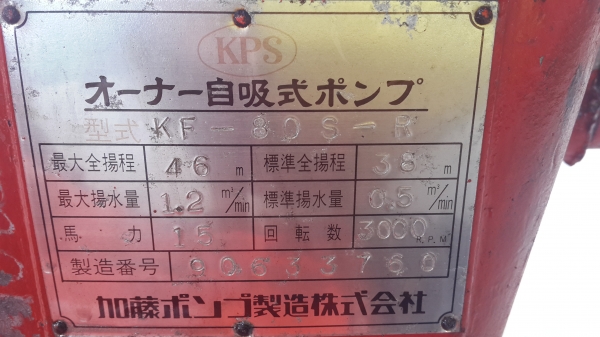 KPS
オーナー自吸式ポンプ
型式 KF-80S-R
最大全揚程 46 m 標準全揚程 38 m
最大揚水量 1.2 m³/min 標準揚水量 0.5 m³/min
馬力 15 回転数 3000 R.P.M
製造番号
加藤ポンプ製造株式会社